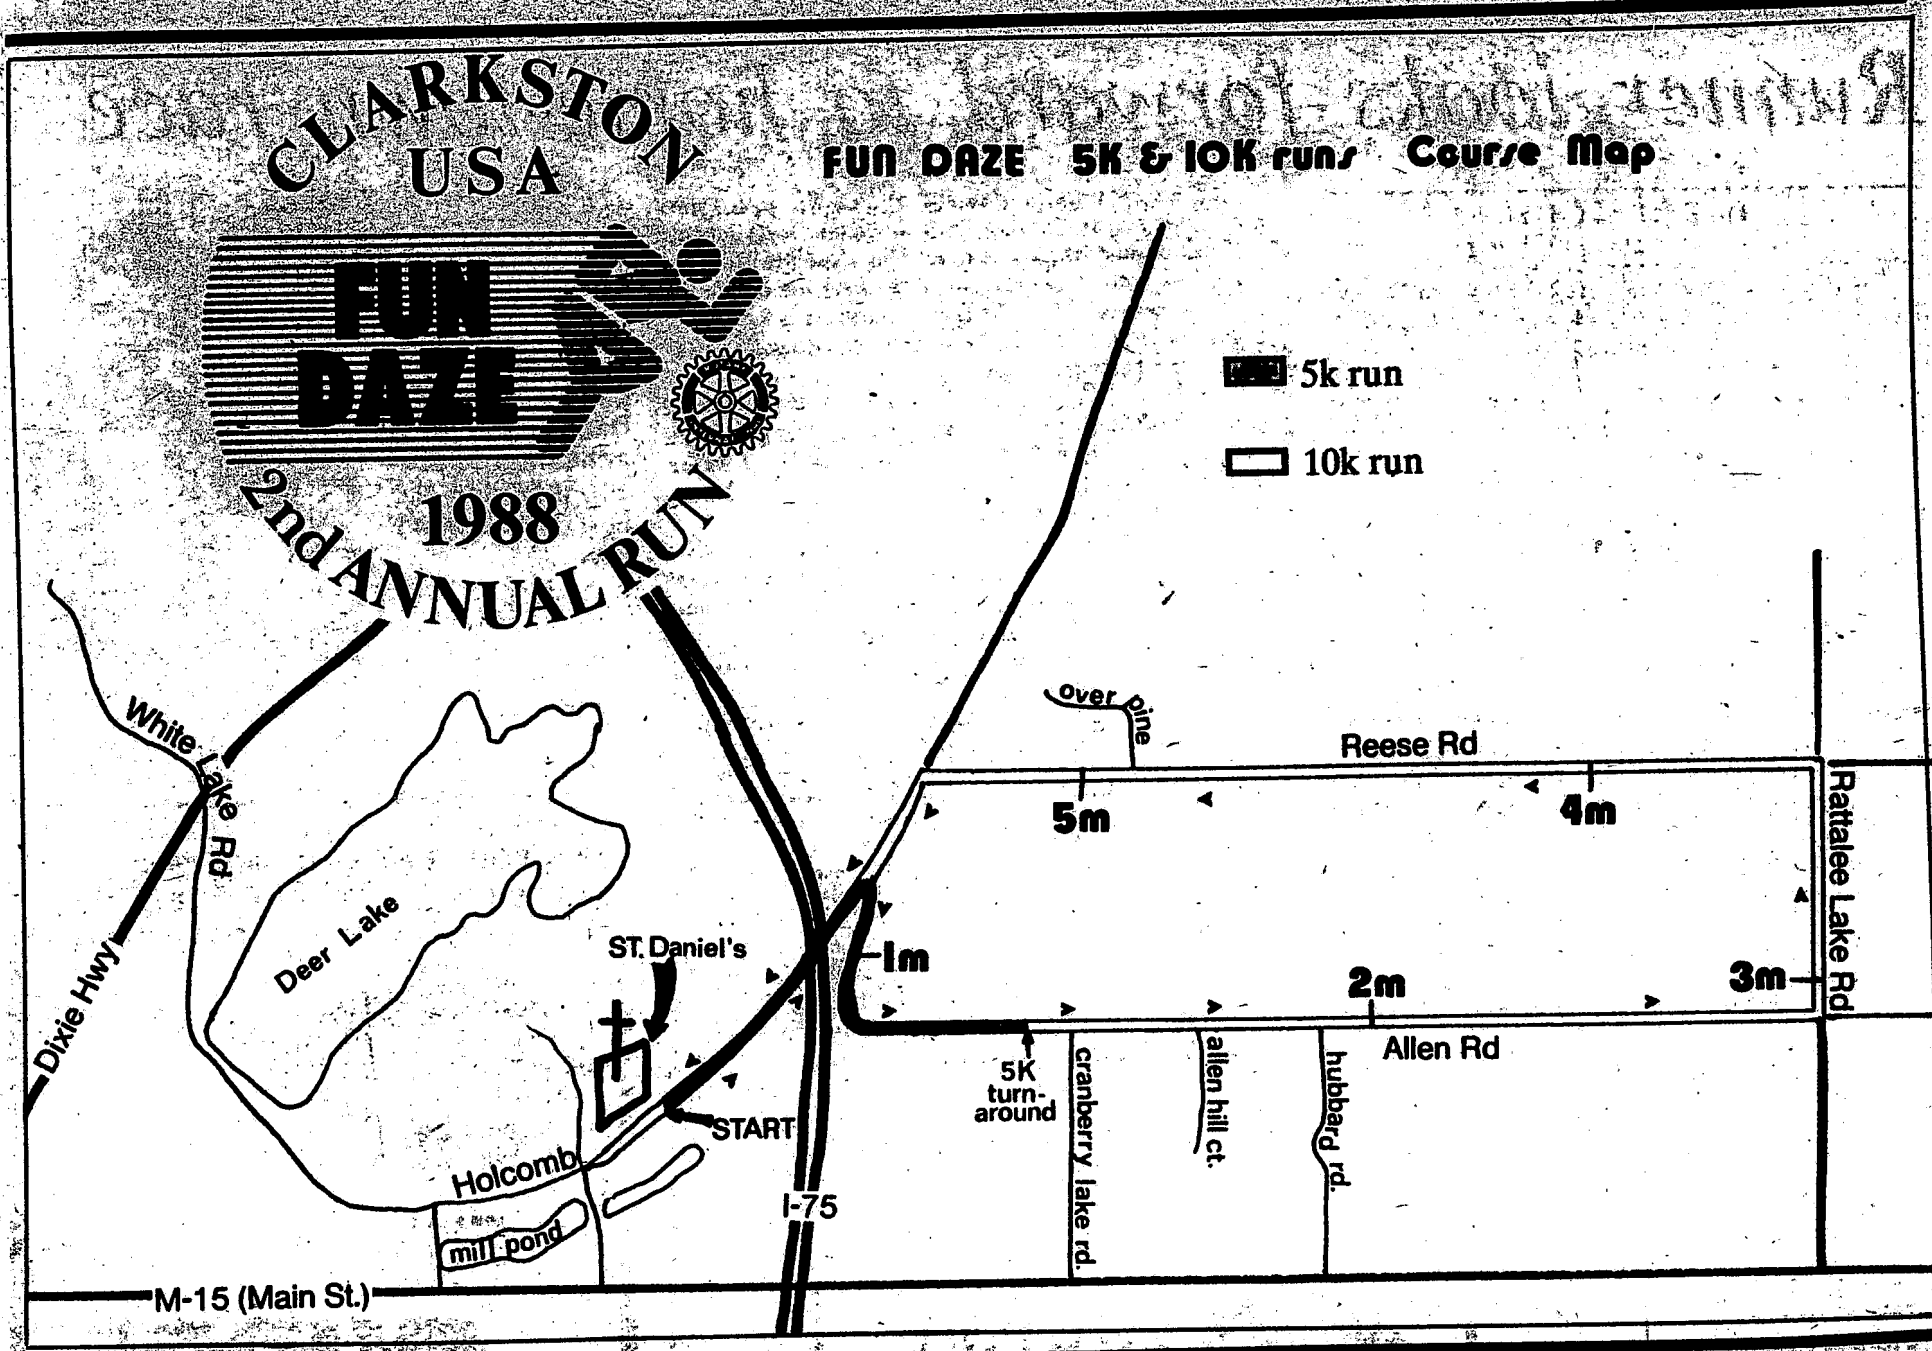 CLARKSTON
USA
FUN
DAZE
1988
2nd ANNUAL RUN
FUN DAZE 5K & 10K runs Course Map
5k run
10k run
White Lake Rd
Dixie Hwy
Deer Lake
ST. Daniel's
START
Holcomb
mill pond
M-15 (Main St.)
I-75
over pine
Reese Rd
5m
4m
Rattalee Lake Rd
1m
2m
3m
Allen Rd
5K
turn-
around
cranberry lake rd.
allen hill ct.
hubbard rd.